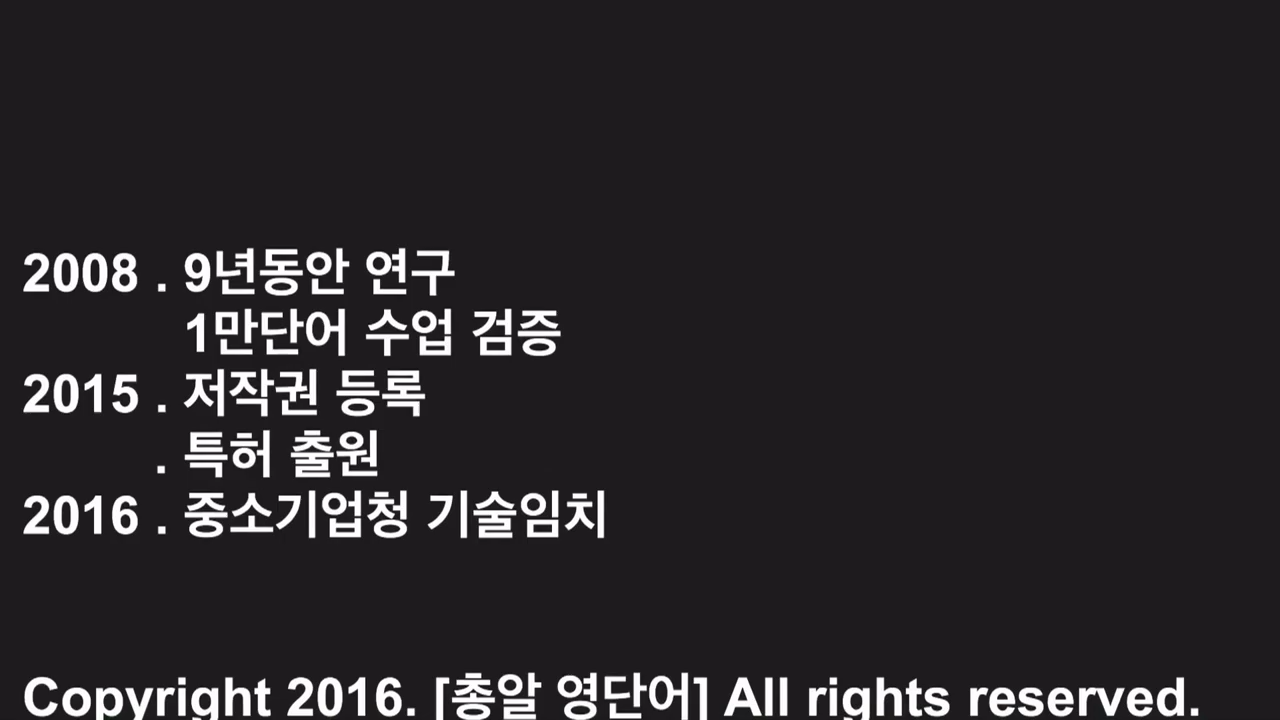 2008 . 9년동안 연구
1만단어 수업 검증
2015 . 저작권 등록
. 특허 출원
2016 . 중소기업청 기술임치
Copyright 2016. [총알 영단어] All rights reserved.